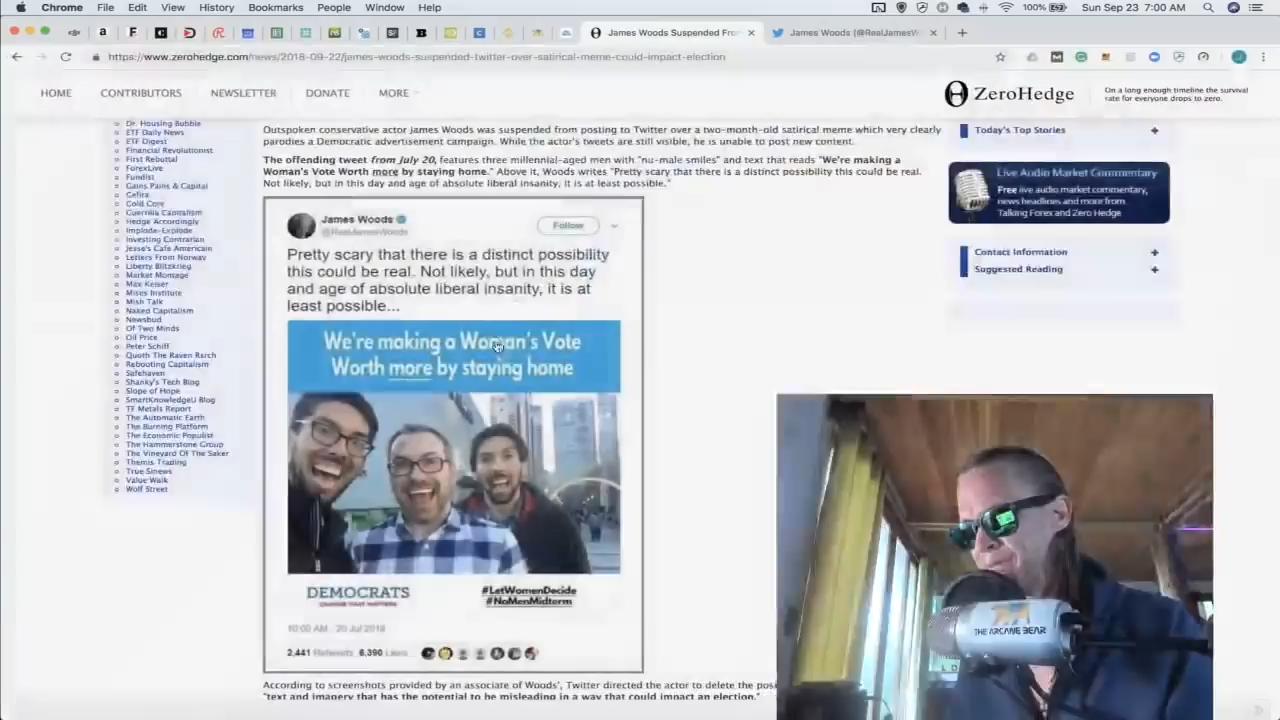 Chrome File Edit View History Bookmarks People Window Help
100% Sun Sep 23 7:00 AM
James Woods Suspended From
James Woods (@RealJamesW
https://www.zerohedge.com/news/2018-09-22/james-woods-suspended-twitter-over-satirical-meme-could-impact-election
HOME CONTRIBUTORS NEWSLETTER DONATE MORE
ZeroHedge
On a long enough timeline the survival
rate for everyone drops to zero.
Dr. Housing Bubble
ETF Daily News
ETF Digest
Financial Revolutionist
First Rebuttal
ForexLive
Fundist
Gains Pains & Capital
Gefira
Gold Core
Guerilla Capitalism
Hedge Accordingly
Implode-Explode
Investing Contrarian
Jesse's Cafe Americain
Letters From Norway
Liberty Blitzkrieg
Market Montage
Max Keiser
Mises Institute
Mish Talk
Naked Capitalism
Newsbud
Of Two Minds
Oil Price
Peter Schiff
Quoth The Raven Rsrch
Rebooting Capitalism
Safehaven
Shanky's Tech Blog
Slope of Hope
SmartKnowledgeU Blog
TF Metals Report
The Automatic Earth
The Burning Platform
The Economic Populist
The Hammerstone Group
The Vineyard Of The Saker
Themis Trading
True Sinews
Value Walk
Wolf Street
Outspoken conservative actor James Woods was suspended from posting to Twitter over a two-month-old satirical meme which very clearly
parodies a Democratic advertisement campaign. While the actor's tweets are still visible, he is unable to post new content.
The offending tweet from July 20, features three millennial-aged men with "nu-male smiles" and text that reads "We're making a
Woman's Vote Worth more by staying home." Above it, Woods writes "Pretty scary that there is a distinct possibility this could be real.
Not likely, but in this day and age of absolute liberal insanity, it is at least possible."
James Woods
@RealJamesWoods
Follow
Pretty scary that there is a distinct possibility
this could be real. Not likely, but in this day
and age of absolute liberal insanity, it is at
least possible...
We're making a Woman's Vote
Worth more by staying home
DEMOCRATS
CHANGE THAT MATTERS
#LetWomenDecide
#NoMenMidterm
10:00 AM - 20 Jul 2018
2,441 Retweets 6,390 Likes
According to screenshots provided by an associate of Woods', Twitter directed the actor to delete the
"text and imagery that has the potential to be misleading in a way that could impact an election."
Today's Top Stories
Live Audio Market Commentary
Free live audio market commentary,
news headlines and more from
Talking Forex and Zero Hedge
Contact Information
Suggested Reading
THE ARCANE BEAR